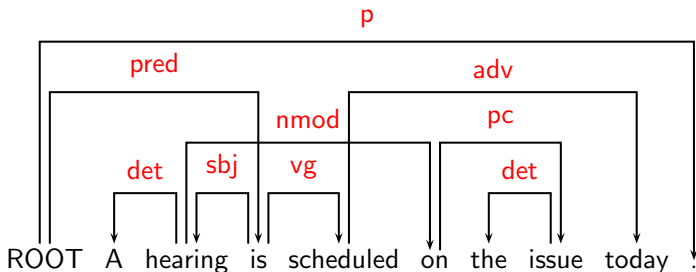 p
pred adv
nmod pc
det sbj vg det
ROOT A hearing is scheduled on the issue today .